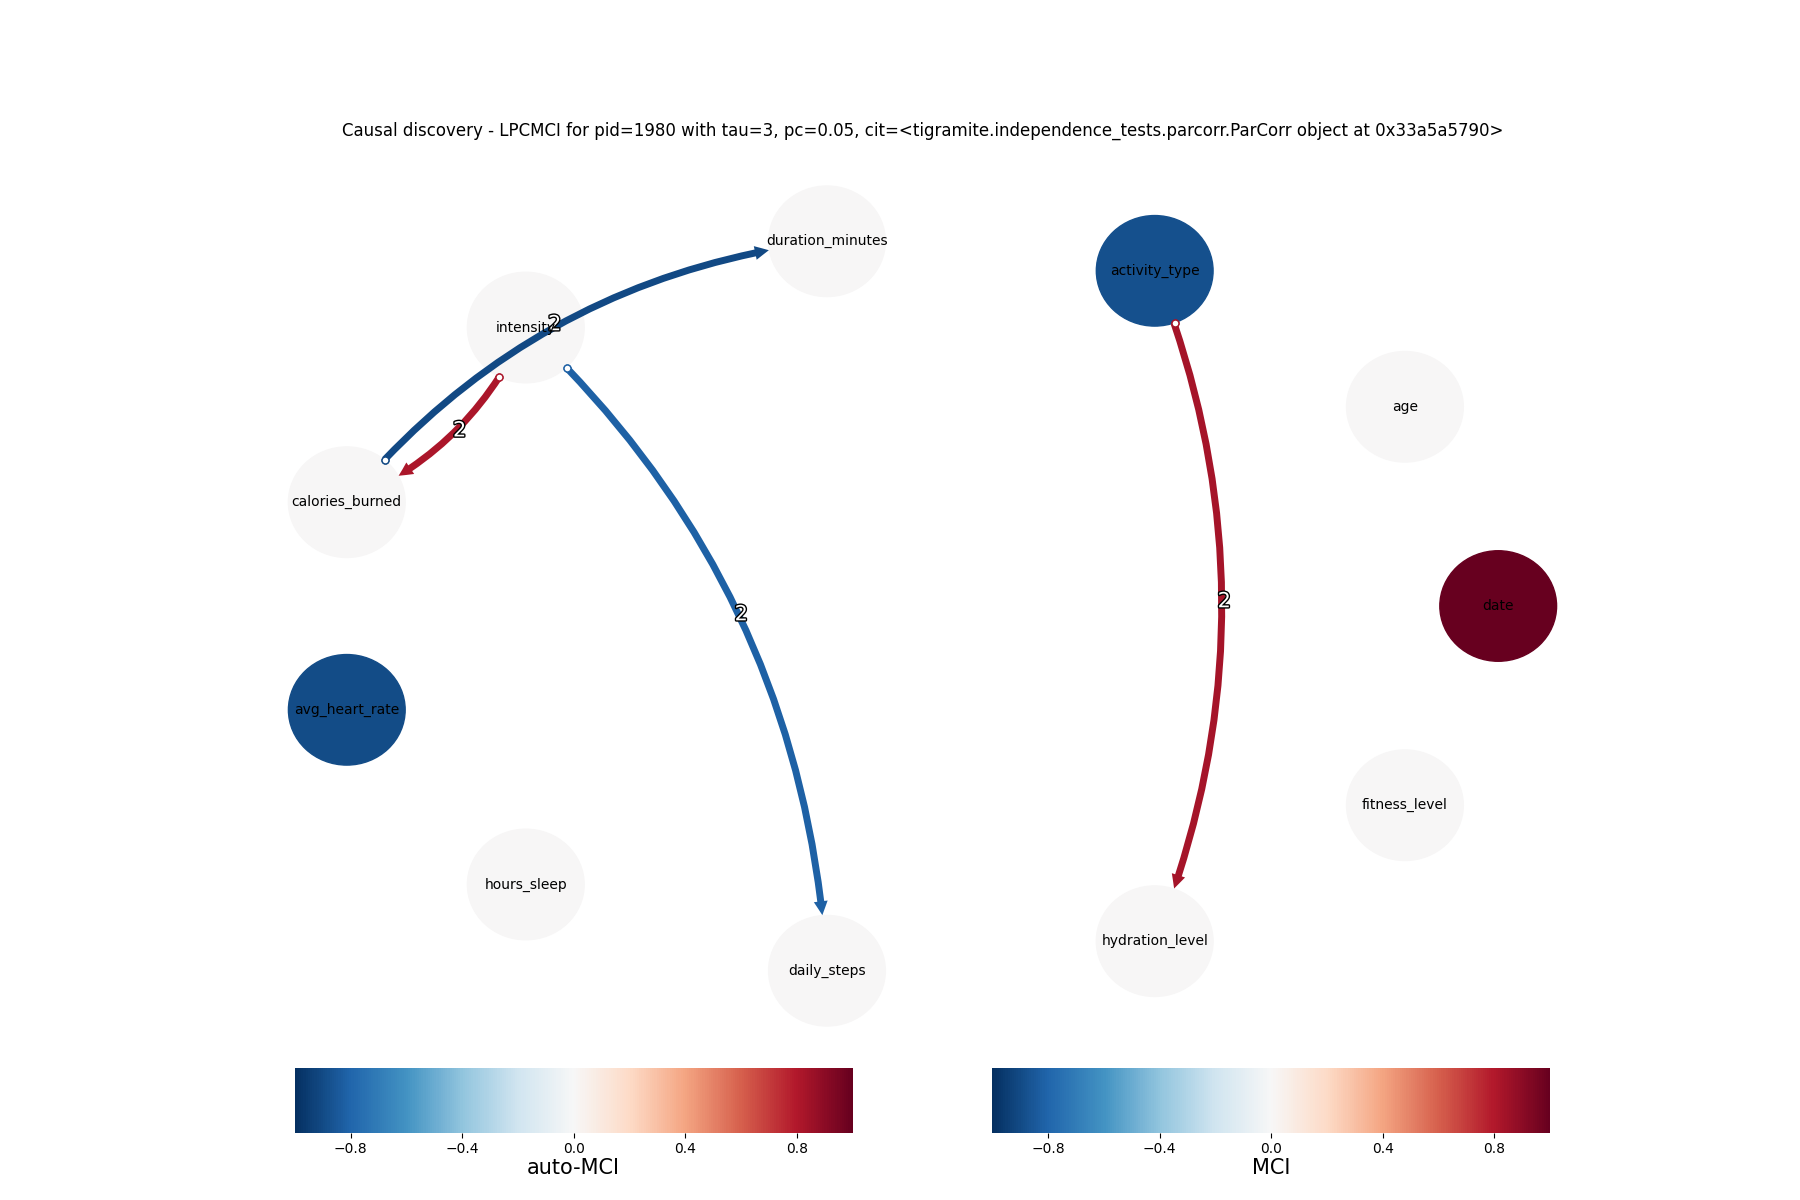 Causal discovery - LPCMCI for pid=1980 with tau=3, pc=0.05, cit=<tigramite.independence_tests.parcorr.ParCorr object at 0x33a5a5790>
duration_minutes
activity_type
intensity
2
age
2
calories_burned
2
2
date
avg_heart_rate
fitness_level
hours_sleep
hydration_level
daily_steps
−0.8 −0.4 0.0 0.4 0.8
auto-MCI
−0.8 −0.4 0.0 0.4 0.8
MCI